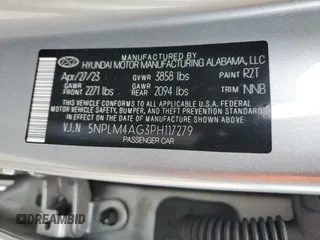 MANUFACTURED BY
HYUNDAI MOTOR MANUFACTURING ALABAMA, LLC
Apr/27/23 GVWR 3858 lbs PAINT R2T
GAWR FRONT 2271 lbs GAWR REAR 2094 lbs TRIM NNB
THIS VEHICLE CONFORMS TO ALL APPLICABLE FEDERAL
MOTOR VEHICLE SAFETY, BUMPER AND THEFT PREVENTION STANDARDS
IN EFFECT ON THE DATE OF MANUFACTURE SHOWN ABOVE.
V.I.N 5NPLM4AG3PH117279
PASSENGER CAR
DREAMBID